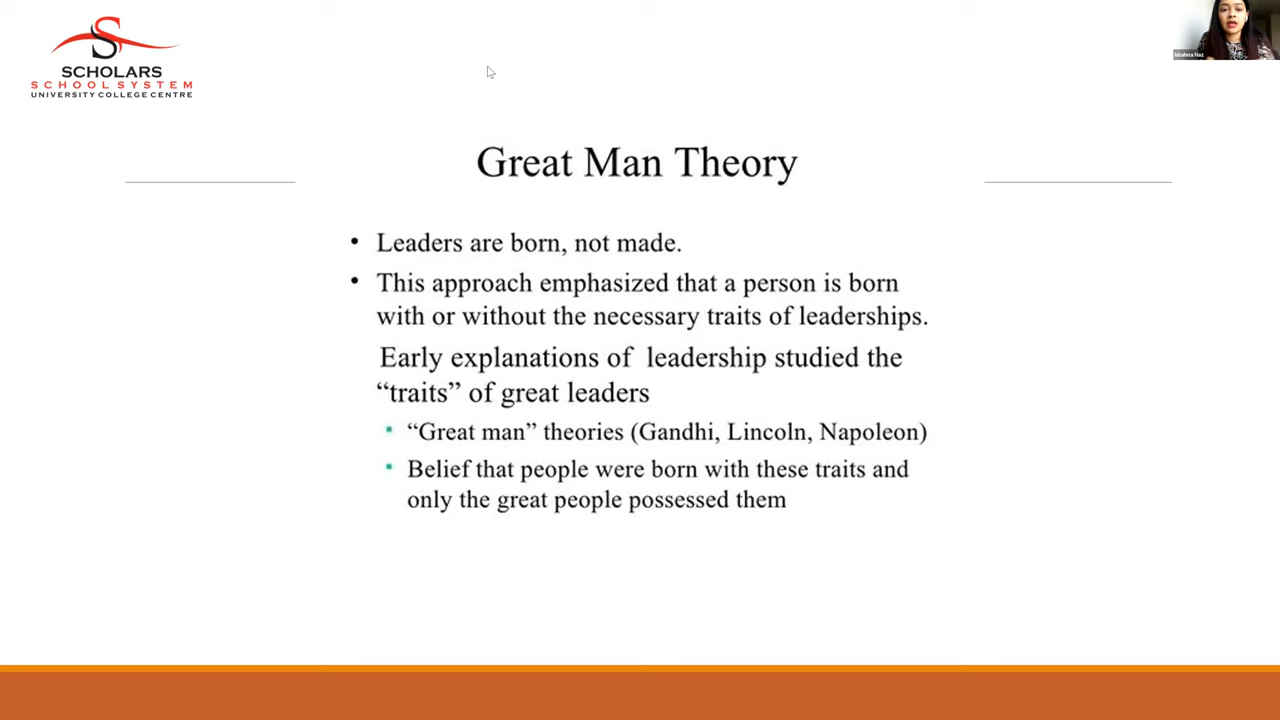 SCHOLARS
SCHOOL SYSTEM
UNIVERSITY COLLEGE CENTRE
Isbahna Naz
Great Man Theory
• Leaders are born, not made.
• This approach emphasized that a person is born
with or without the necessary traits of leaderships.
Early explanations of leadership studied the
“traits” of great leaders
▪ “Great man” theories (Gandhi, Lincoln, Napoleon)
▪ Belief that people were born with these traits and
only the great people possessed them